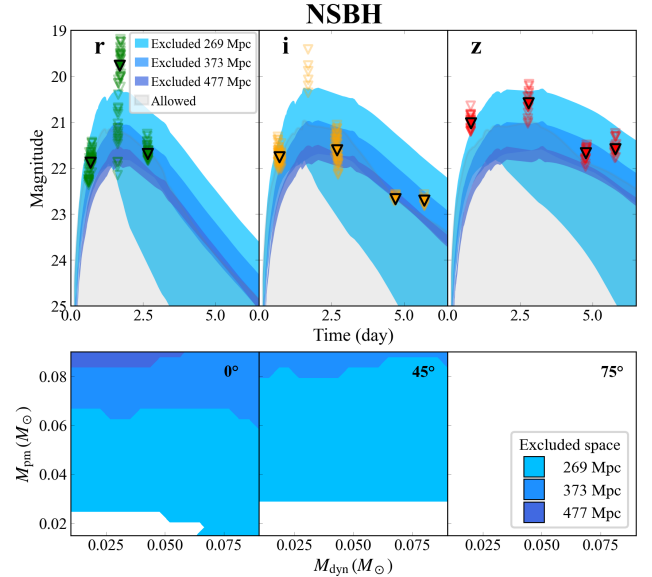 NSBH
r
i
z
Excluded 269 Mpc
Excluded 373 Mpc
Excluded 477 Mpc
Allowed
Magnitude
19
20
21
22
23
24
25
0.0 2.5 5.0 0.0 2.5 5.0 0.0 2.5 5.0
Time (day)
0° 45° 75°
M_pm (M_⊙)
0.08
0.06
0.04
0.02
Excluded space
269 Mpc
373 Mpc
477 Mpc
0.025 0.050 0.075 0.025 0.050 0.075 0.025 0.050 0.075
M_dyn (M_⊙)